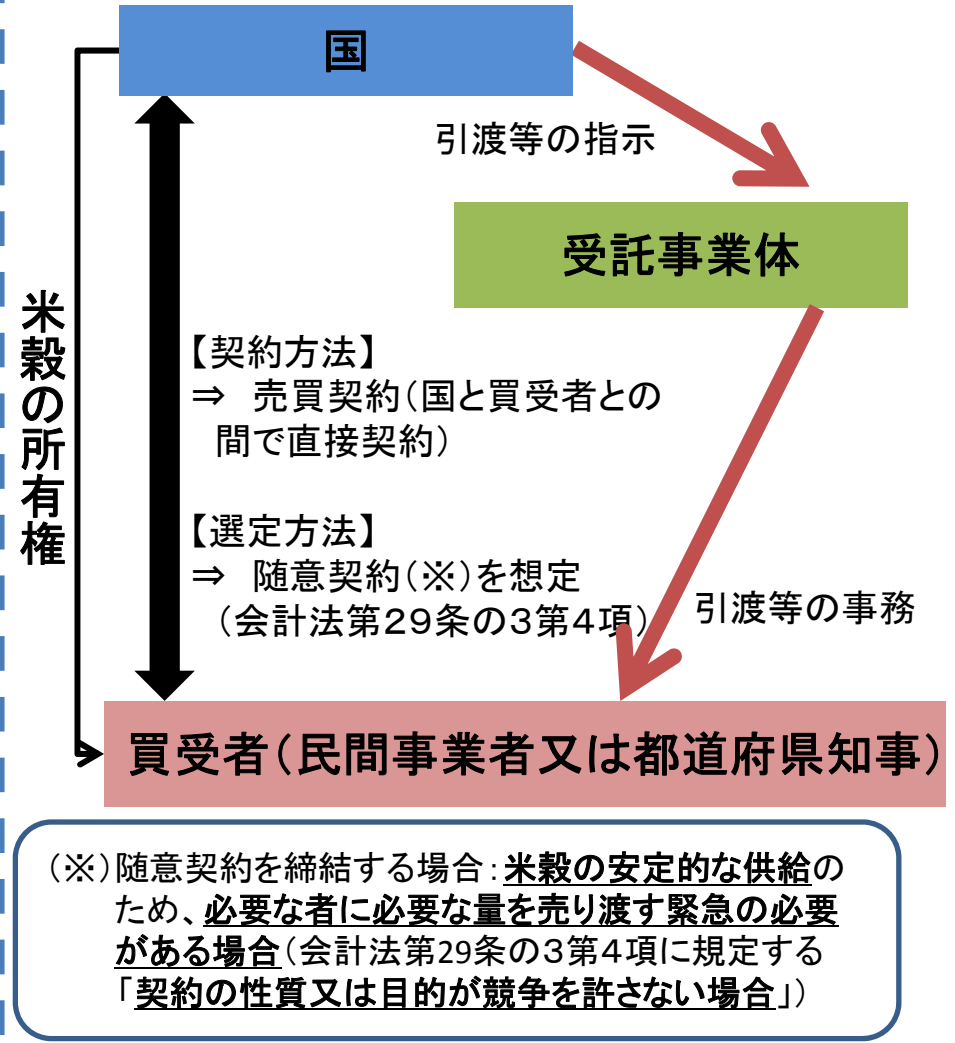 国
引渡等の指示
受託事業体
米穀の所有権
【契約方法】
⇒　売買契約（国と買受者との
間で直接契約）
【選定方法】
⇒　随意契約（※）を想定
（会計法第２９条の３第４項）
引渡等の事務
買受者（民間事業者又は都道府県知事）
（※）随意契約を締結する場合：米穀の安定的な供給の
ため、必要な者に必要な量を売り渡す緊急の必要
がある場合（会計法第29条の３第４項に規定する
「契約の性質又は目的が競争を許さない場合」）